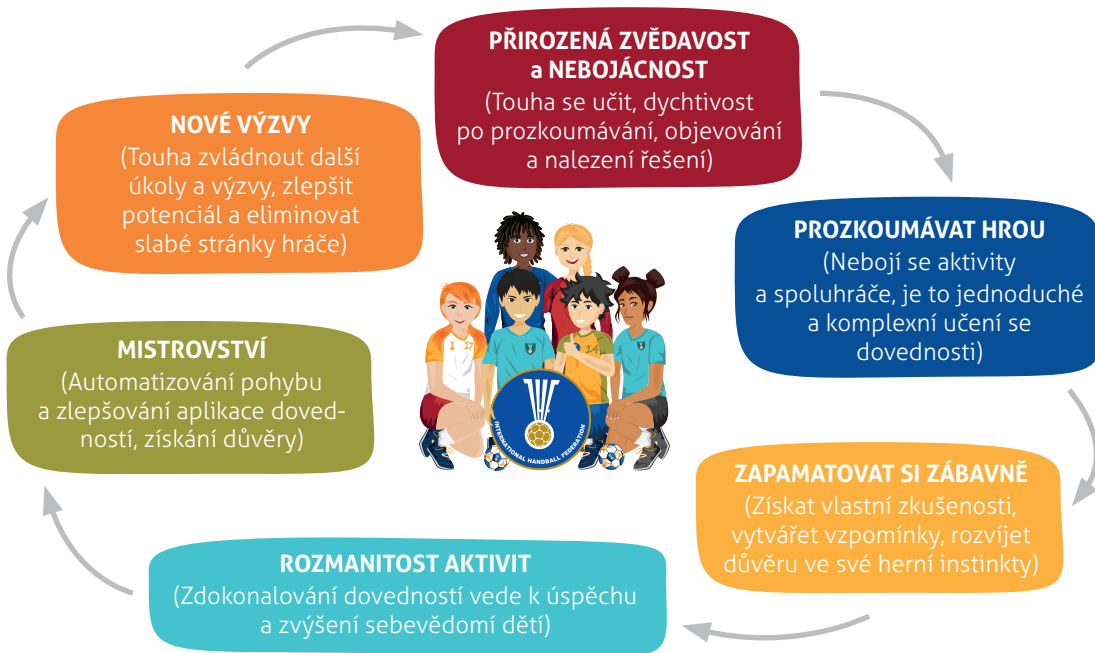 PŘIROZENÁ ZVĚDAVOST
a NEBOJÁCNOST
(Touha se učit, dychtivost
po prozkoumávání, objevování
a nalezení řešení)
PROZKOUMÁVAT HROU
(Nebojí se aktivity
a spoluhráče, je to jednoduché
a komplexní učení se
dovednosti)
ZAPAMATOVAT SI ZÁBAVNĚ
(Získat vlastní zkušenosti,
vytvářet vzpomínky, rozvíjet
důvěru ve své herní instinkty)
ROZMANITOST AKTIVIT
(Zdokonalování dovedností vede k úspěchu
a zvýšení sebevědomí dětí)
MISTROVSTVÍ
(Automatizování pohybu
a zlepšování aplikace doved-
ností, získání důvěry)
NOVÉ VÝZVY
(Touha zvládnout další
úkoly a výzvy, zlepšit
potenciál a eliminovat
slabé stránky hráče)
17
14
INTERNATIONAL HANDBALL FEDERATION